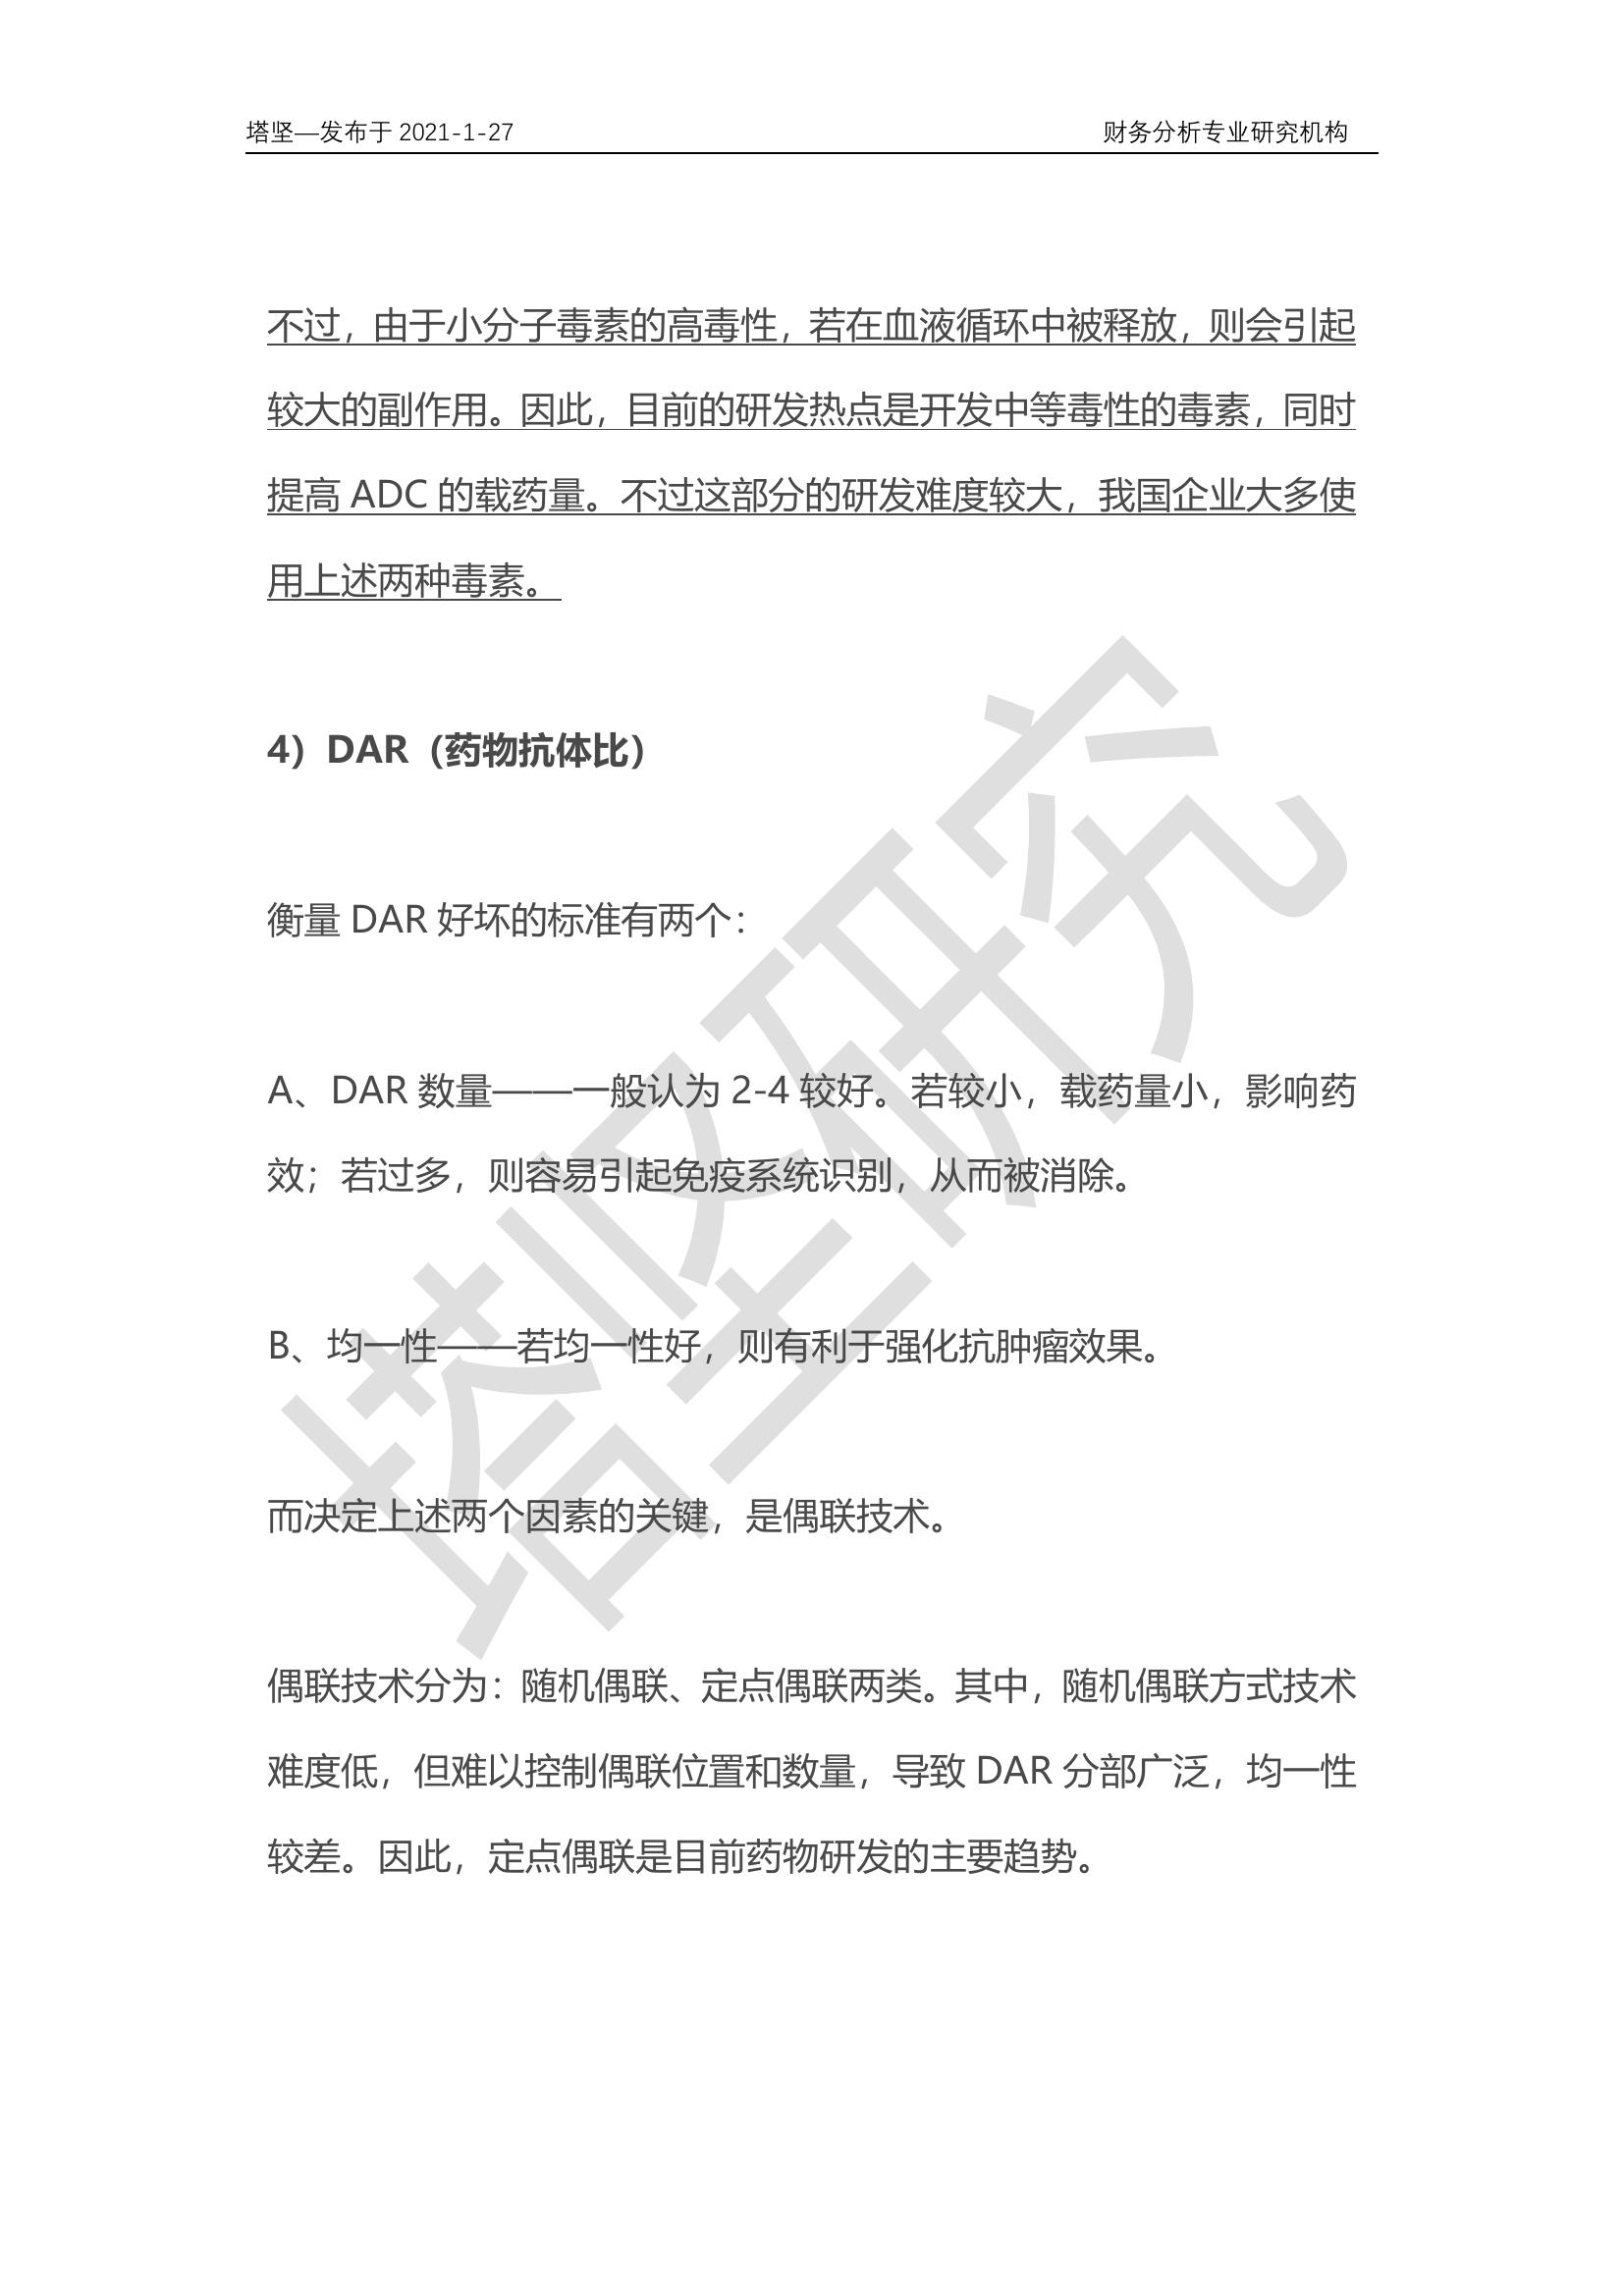 塔坚—发布于 2021-1-27 财务分析专业研究机构
不过，由于小分子毒素的高毒性，若在血液循环中被释放，则会引起
较大的副作用。因此，目前的研发热点是开发中等毒性的毒素，同时
提高 ADC 的载药量。不过这部分的研发难度较大，我国企业大多使
用上述两种毒素。
4）DAR（药物抗体比）
衡量 DAR 好坏的标准有两个：
A、DAR 数量——一般认为 2-4 较好。若较小，载药量小，影响药
效；若过多，则容易引起免疫系统识别，从而被消除。
B、均一性——若均一性好，则有利于强化抗肿瘤效果。
而决定上述两个因素的关键，是偶联技术。
偶联技术分为：随机偶联、定点偶联两类。其中，随机偶联方式技术
难度低，但难以控制偶联位置和数量，导致 DAR 分部广泛，均一性
较差。因此，定点偶联是目前药物研发的主要趋势。
塔坚研究